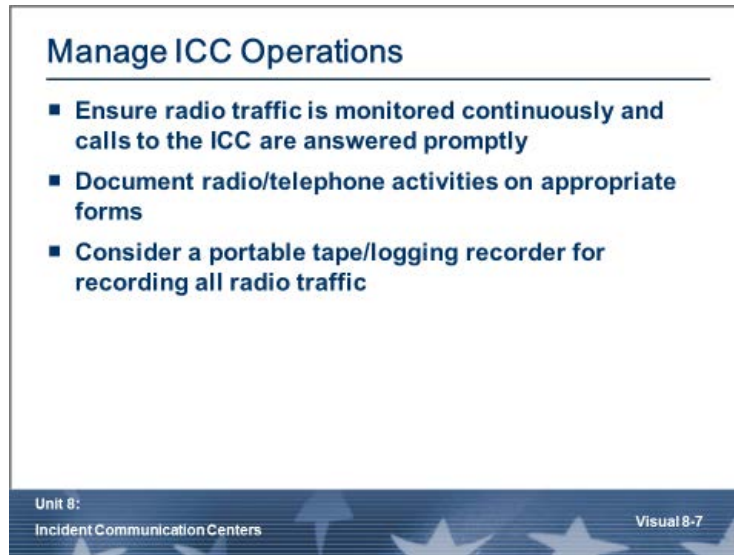 Manage ICC Operations
■ Ensure radio traffic is monitored continuously and
calls to the ICC are answered promptly
■ Document radio/telephone activities on appropriate
forms
■ Consider a portable tape/logging recorder for
recording all radio traffic
Unit 8:
Incident Communication Centers
Visual 8-7